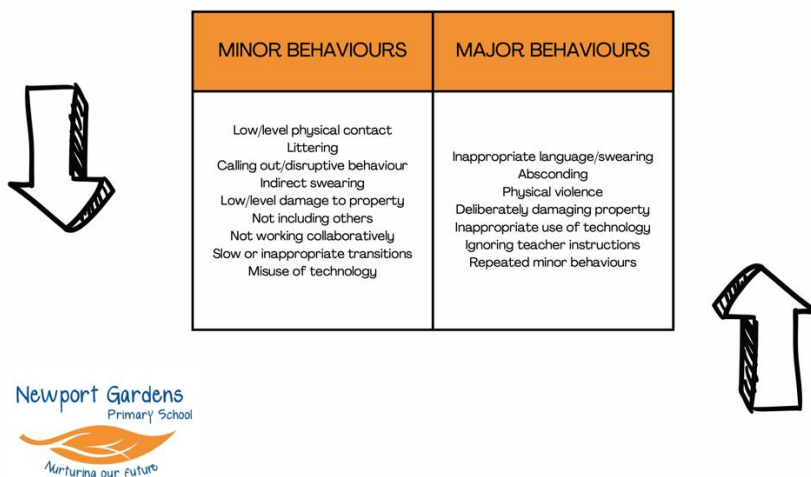 MINOR BEHAVIOURS
MAJOR BEHAVIOURS
Low/level physical contact
Littering
Calling out/disruptive behaviour
Indirect swearing
Low/level damage to property
Not including others
Not working collaboratively
Slow or inappropriate transitions
Misuse of technology
Inappropriate language/swearing
Absconding
Physical violence
Deliberately damaging property
Inappropriate use of technology
Ignoring teacher instructions
Repeated minor behaviours
Newport Gardens
Primary School
Nurturing our future